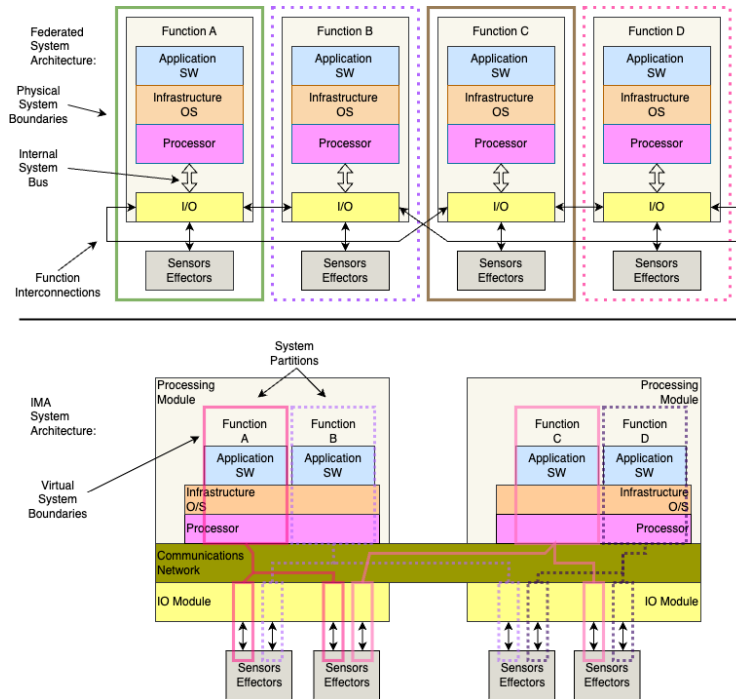 Federated
System
Architecture:
Physical
System
Boundaries
Internal
System
Bus
Function
Interconnections
Function A
Application
SW
Infrastructure
OS
Processor
I/O
Sensors
Effectors
Function B
Application
SW
Infrastructure
OS
Processor
I/O
Sensors
Effectors
Function C
Application
SW
Infrastructure
OS
Processor
I/O
Sensors
Effectors
Function D
Application
SW
Infrastructure
OS
Processor
I/O
Sensors
Effectors
System
Partitions
IMA
System
Architecture:
Virtual
System
Boundaries
Processing
Module
Function
A
Function
B
Application
SW
Application
SW
Infrastructure
O/S
Processor
Processing
Module
Function
C
Function
D
Application
SW
Application
SW
Infrastructure
O/S
Processor
Communications
Network
IO Module
IO Module
Sensors
Effectors
Sensors
Effectors
Sensors
Effectors
Sensors
Effectors